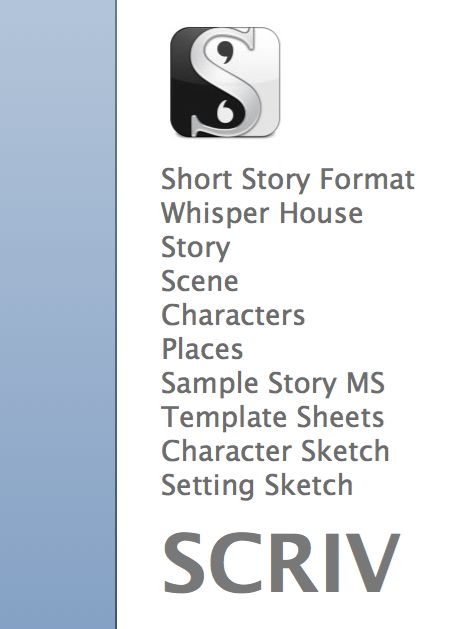 Short Story Format
Whisper House
Story
Scene
Characters
Places
Sample Story MS
Template Sheets
Character Sketch
Setting Sketch
SCRIV